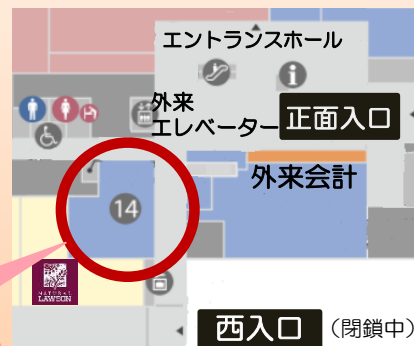 エントランスホール
外来
エレベーター
正面入口
外来会計
14
NATURAL
LAWSON
西入口
(閉鎖中)